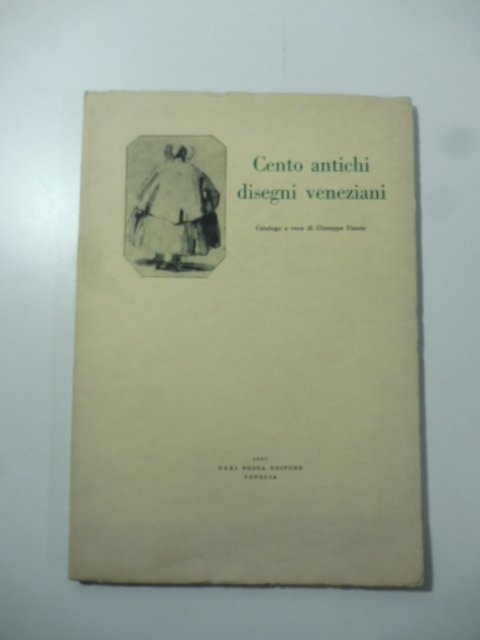 Cento antichi
disegni veneziani
Catalogo a cura di Giuseppe Fiocco
NERI POZZA EDITORE
VENEZIA